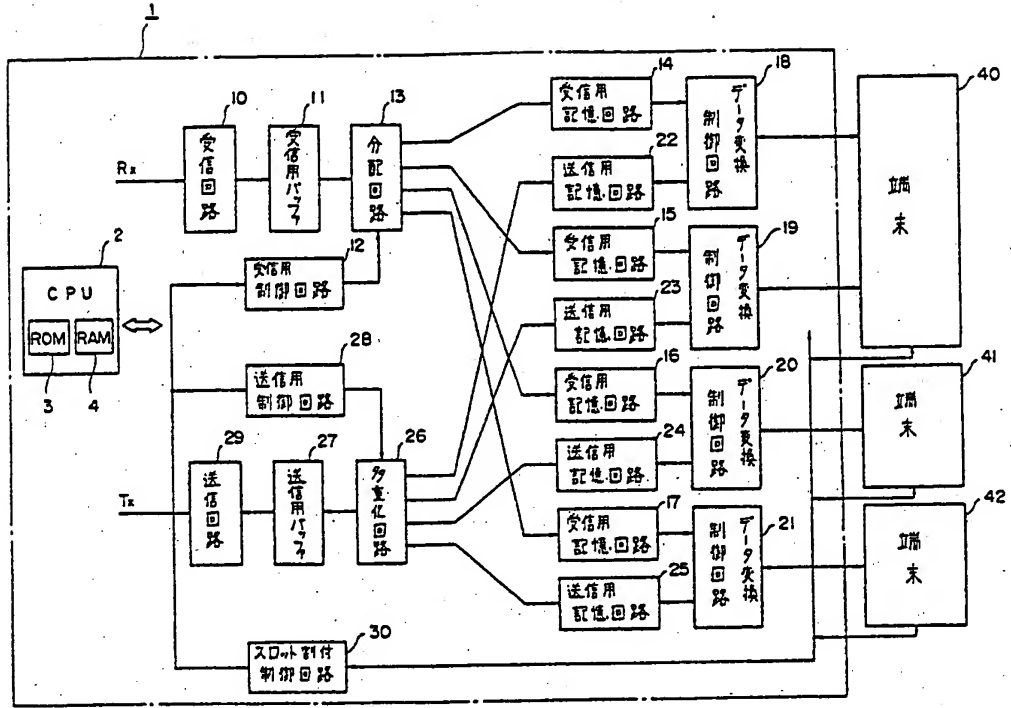 1
14
受信用
記憶回路
18
データ変換
制御回路
40
端末
10
受信回路
11
受信用バッファ
13
分配回路
Rx
22
送信用
記憶回路
15
受信用
記憶回路
19
データ変換
制御回路
12
受信用
制御回路
2
CPU
ROM
RAM
3
4
23
送信用
記憶回路
28
送信用
制御回路
16
受信用
記憶回路
20
データ変換
制御回路
41
端末
24
送信用
記憶回路
29
送信回路
27
送信用バッファ
26
多重化回路
Tx
17
受信用
記憶回路
21
データ変換
制御回路
42
端末
25
送信用
記憶回路
30
スロット割付
制御回路